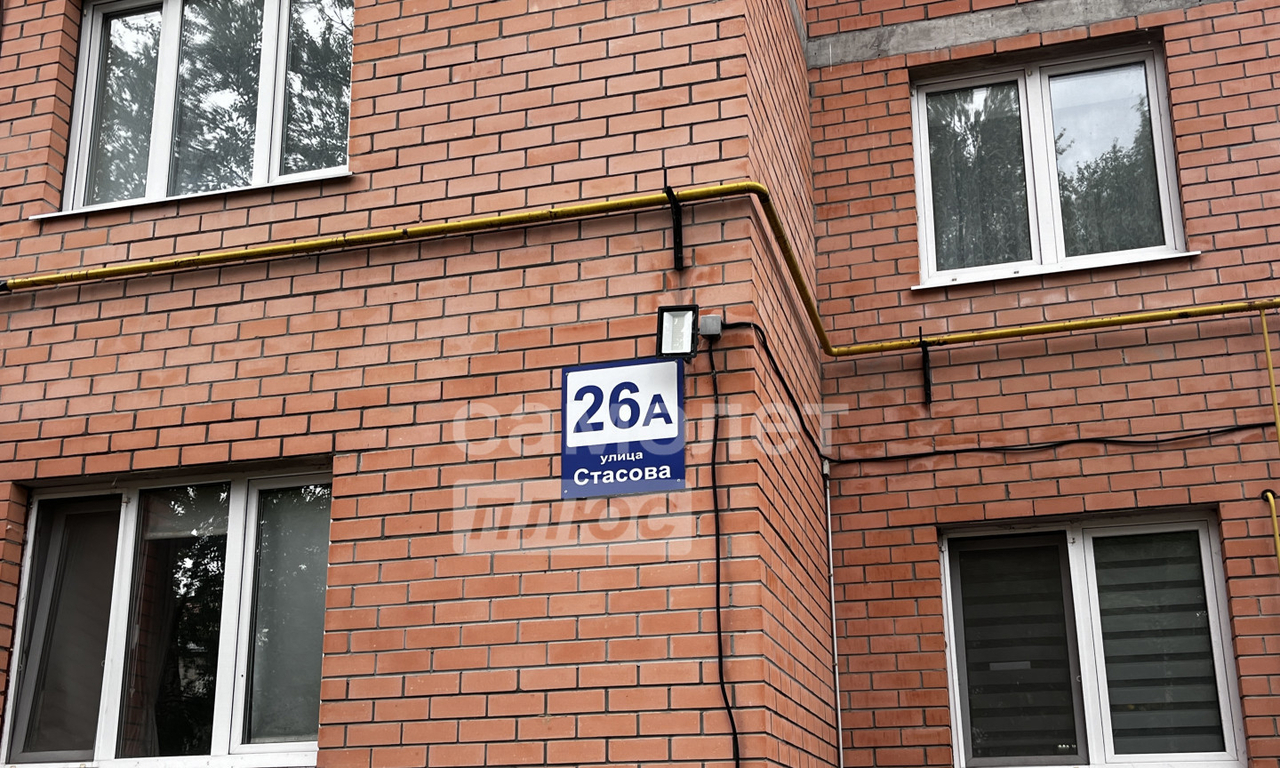 26А
улица
Стасова
самолет
плюс